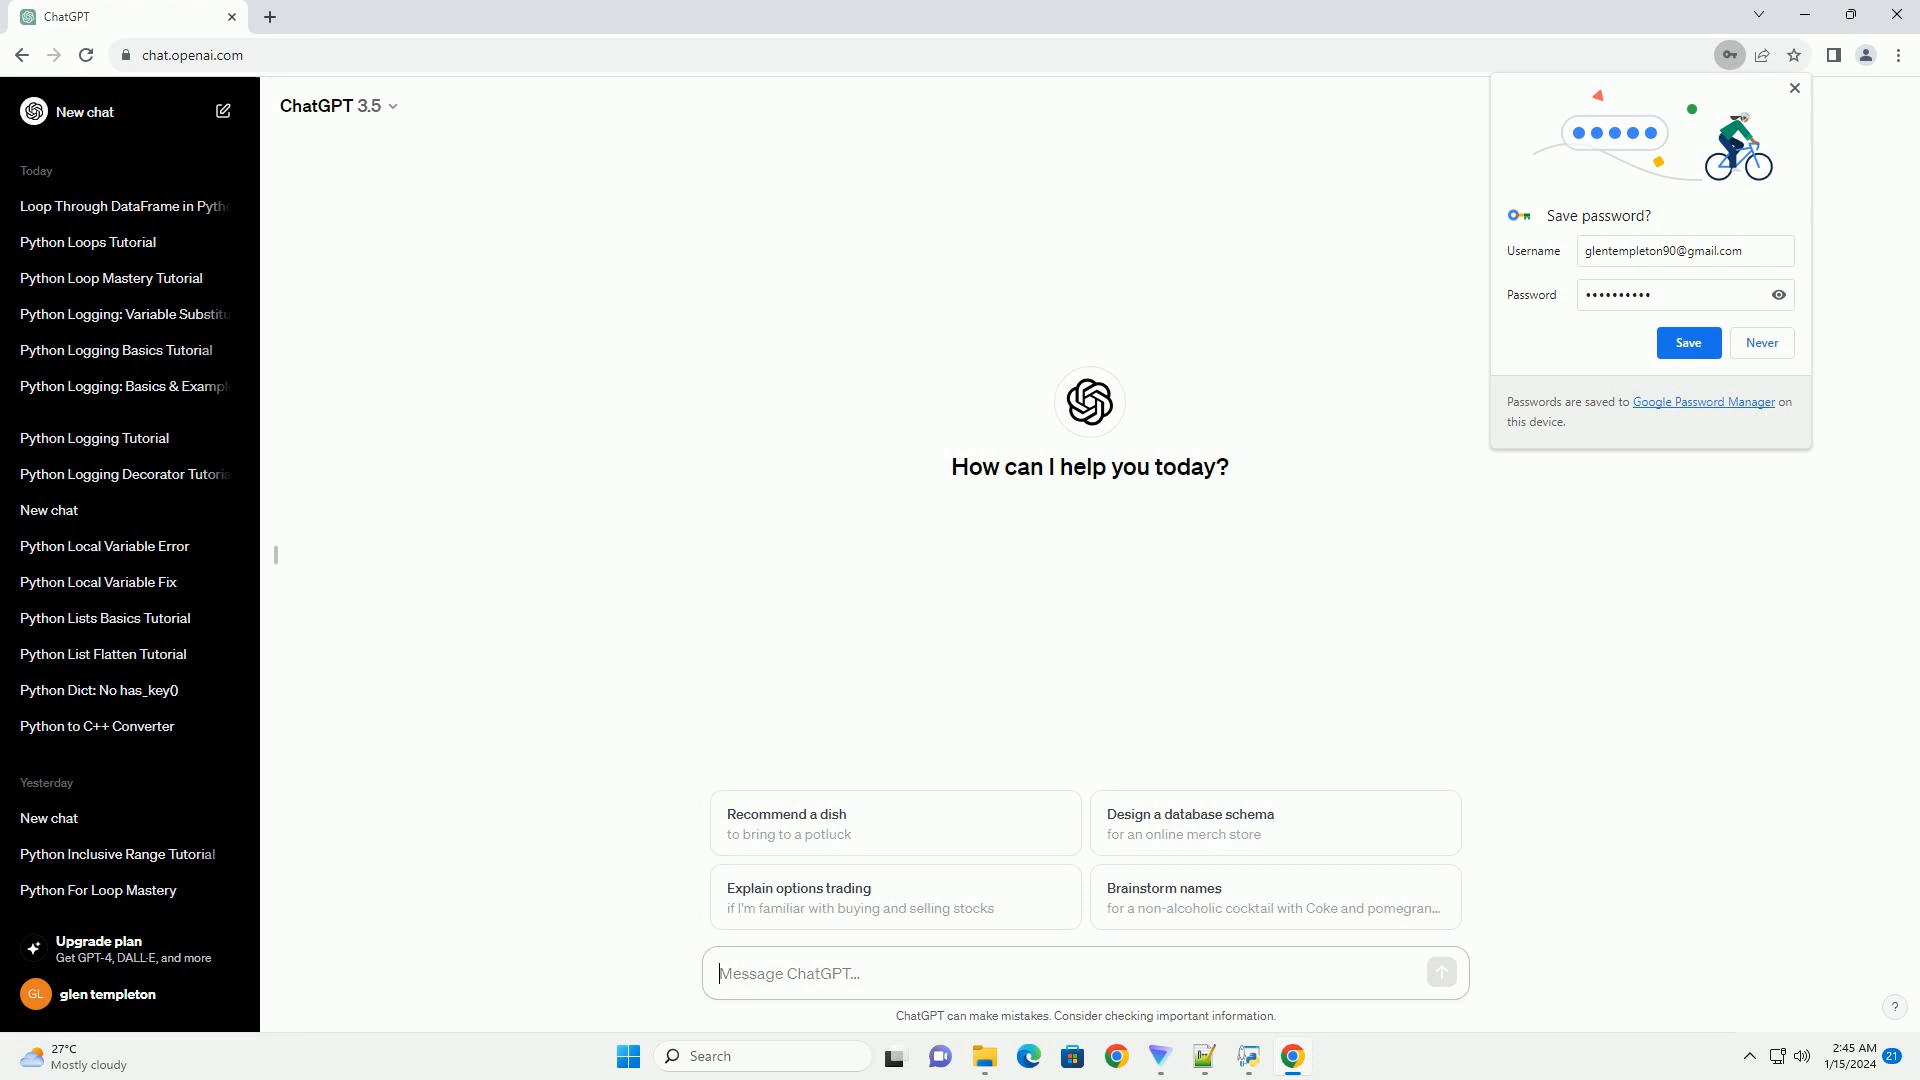 ChatGPT
chat.openai.com
New chat
ChatGPT 3.5
Today
Loop Through DataFrame in Pyth
Python Loops Tutorial
Python Loop Mastery Tutorial
Python Logging: Variable Substitu
Python Logging Basics Tutorial
Python Logging: Basics & Exampl
Python Logging Tutorial
Python Logging Decorator Tutoria
New chat
Python Local Variable Error
Python Local Variable Fix
Python Lists Basics Tutorial
Python List Flatten Tutorial
Python Dict: No has_key()
Python to C++ Converter
Yesterday
New chat
Python Inclusive Range Tutorial
Python For Loop Mastery
Upgrade plan
Get GPT-4, DALL·E, and more
GL glen templeton
Save password?
Username glentempleton90@gmail.com
Password ••••••••••
Save Never
Passwords are saved to Google Password Manager on
this device.
How can I help you today?
Recommend a dish
to bring to a potluck
Design a database schema
for an online merch store
Explain options trading
if I'm familiar with buying and selling stocks
Brainstorm names
for a non-alcoholic cocktail with Coke and pomegran...
Message ChatGPT...
ChatGPT can make mistakes. Consider checking important information.
?
27°C
Mostly cloudy
Search
2:45 AM
1/15/2024
21